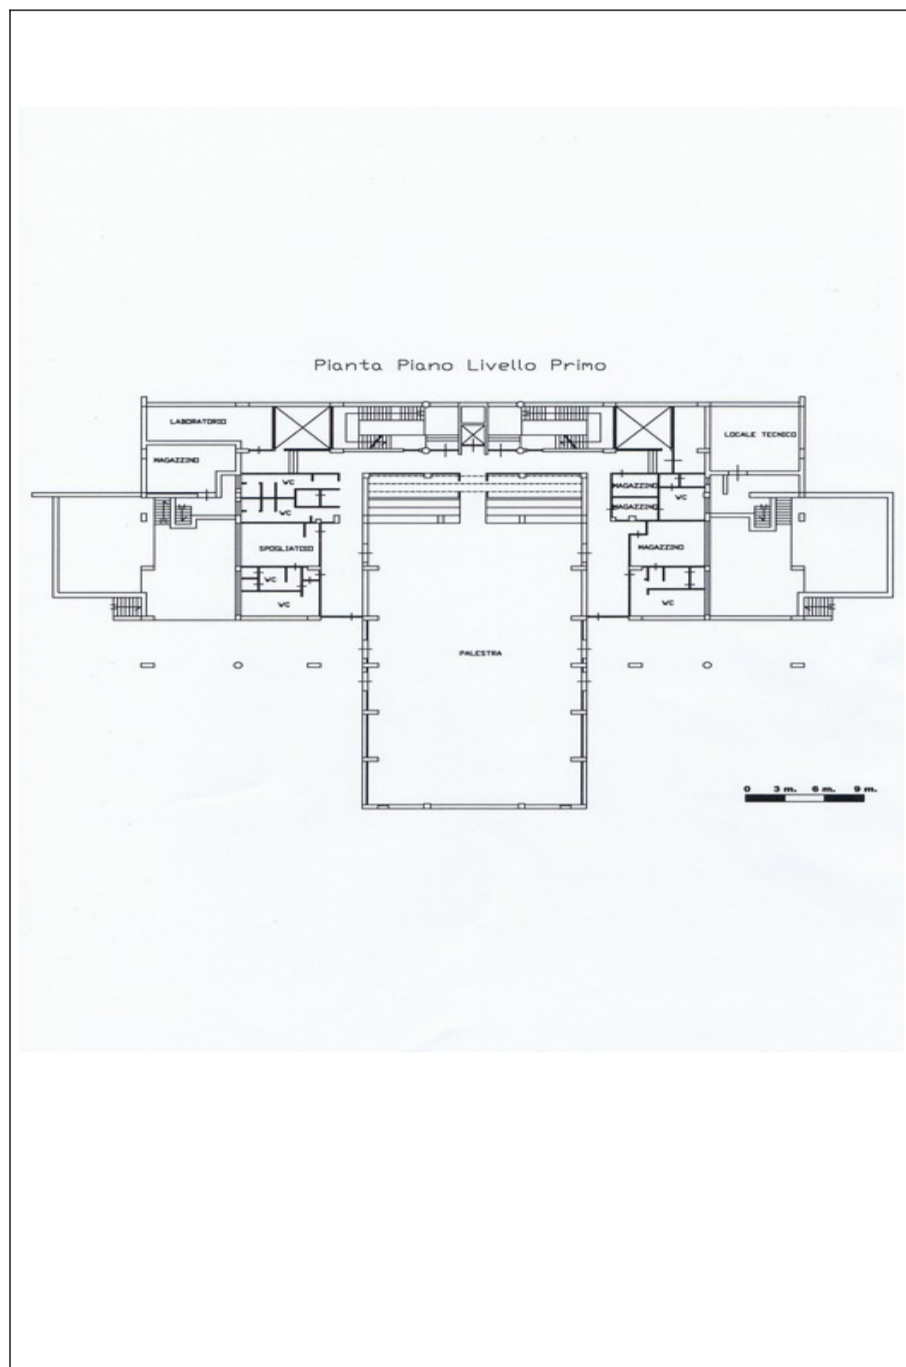 Pianta Piano Livello Primo
LABORATORIO
LOCALE TECNICO
MAGAZZINO
WC
MAGAZZINO
WC
MAGAZZINO
WC
SPOGLIATOIO
MAGAZZINO
WC
WC
WC
PALESTRA
0 3 m. 6 m. 9 m.